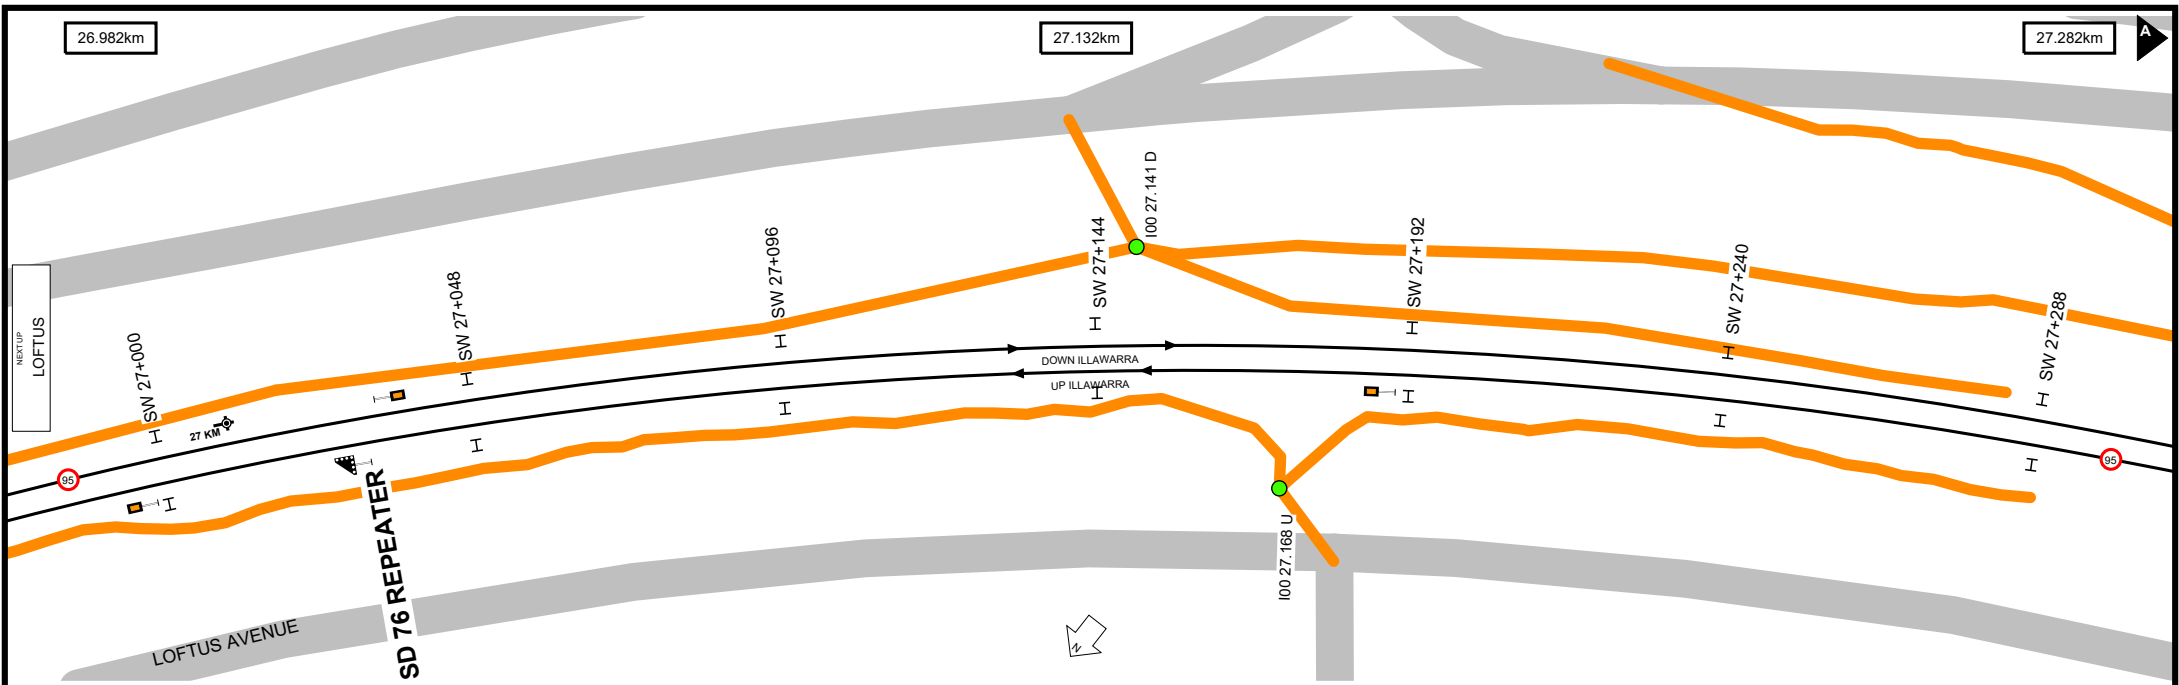 26.982km
27.132km
27.282km
A
I00 27.141 D
SW 27+000
SW 27+048
SW 27+096
SW 27+144
SW 27+192
SW 27+240
SW 27+288
NEXT UP
LOFTUS
27 KM
95
DOWN ILLAWARRA
UP ILLAWARRA
95
SD 76 REPEATER
I00 27.168 U
LOFTUS AVENUE
N